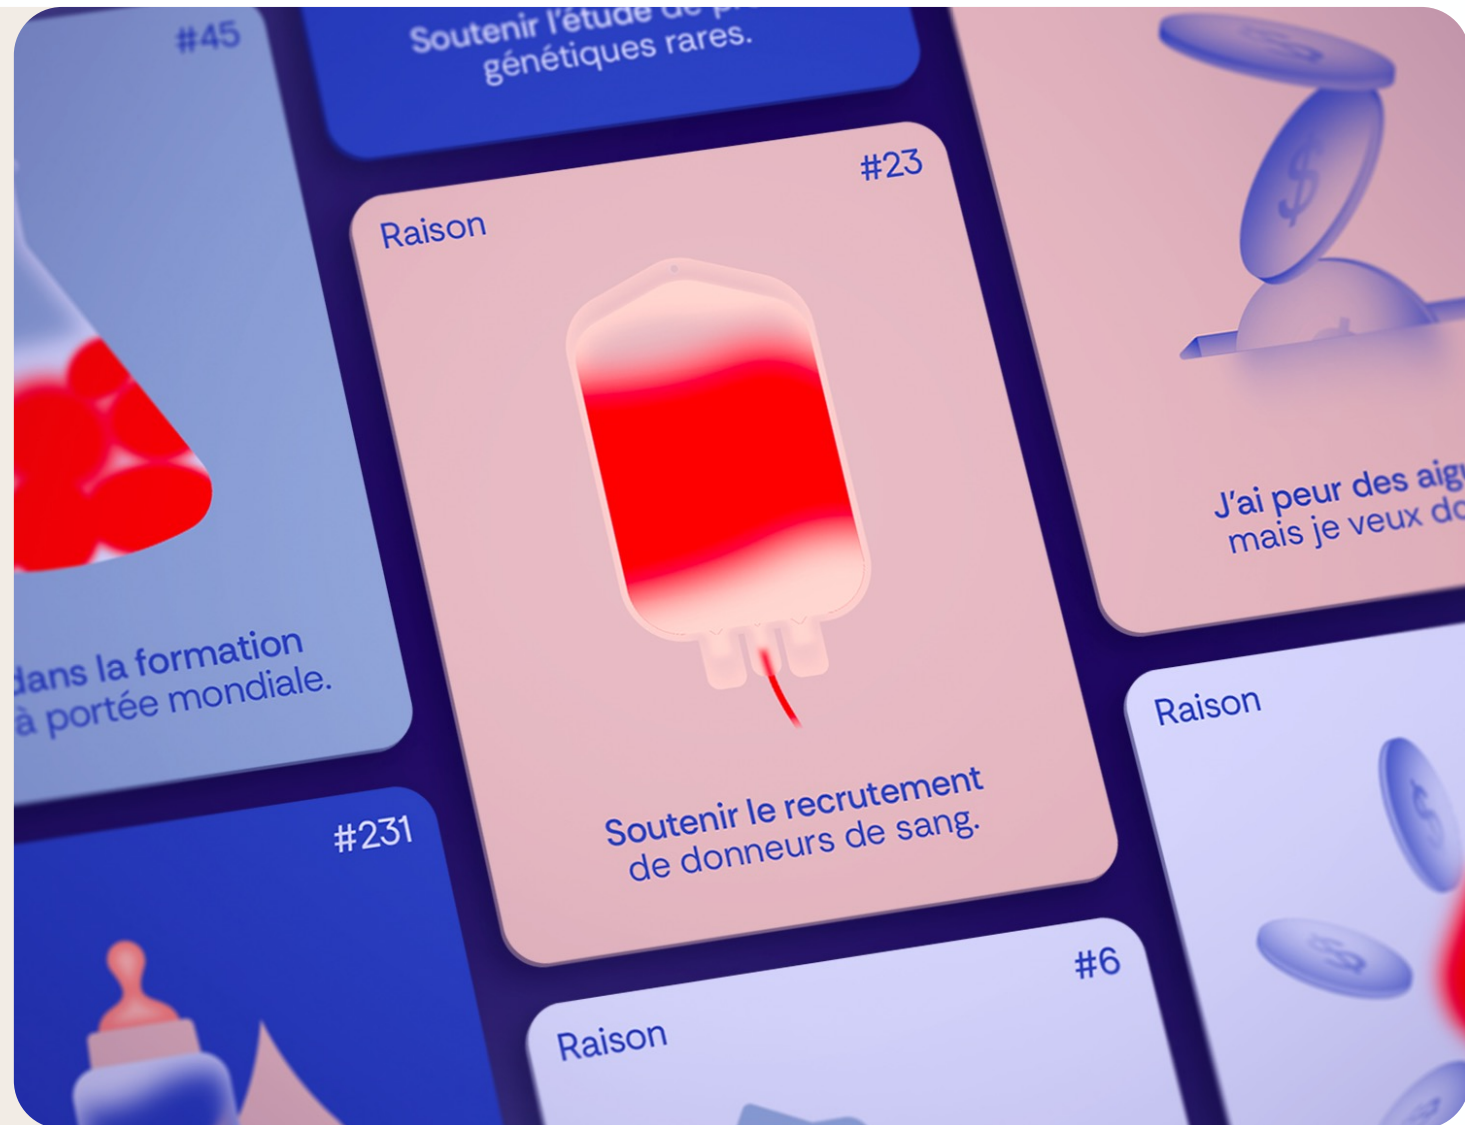 #45
dans la formation
à portée mondiale.
Soutenir l'étude de
génétiques rares.
Raison
#23
Soutenir le recrutement
de donneurs de sang.
$
J'ai peur des
mais je veux
#231
Raison
#6
Raison
$
$